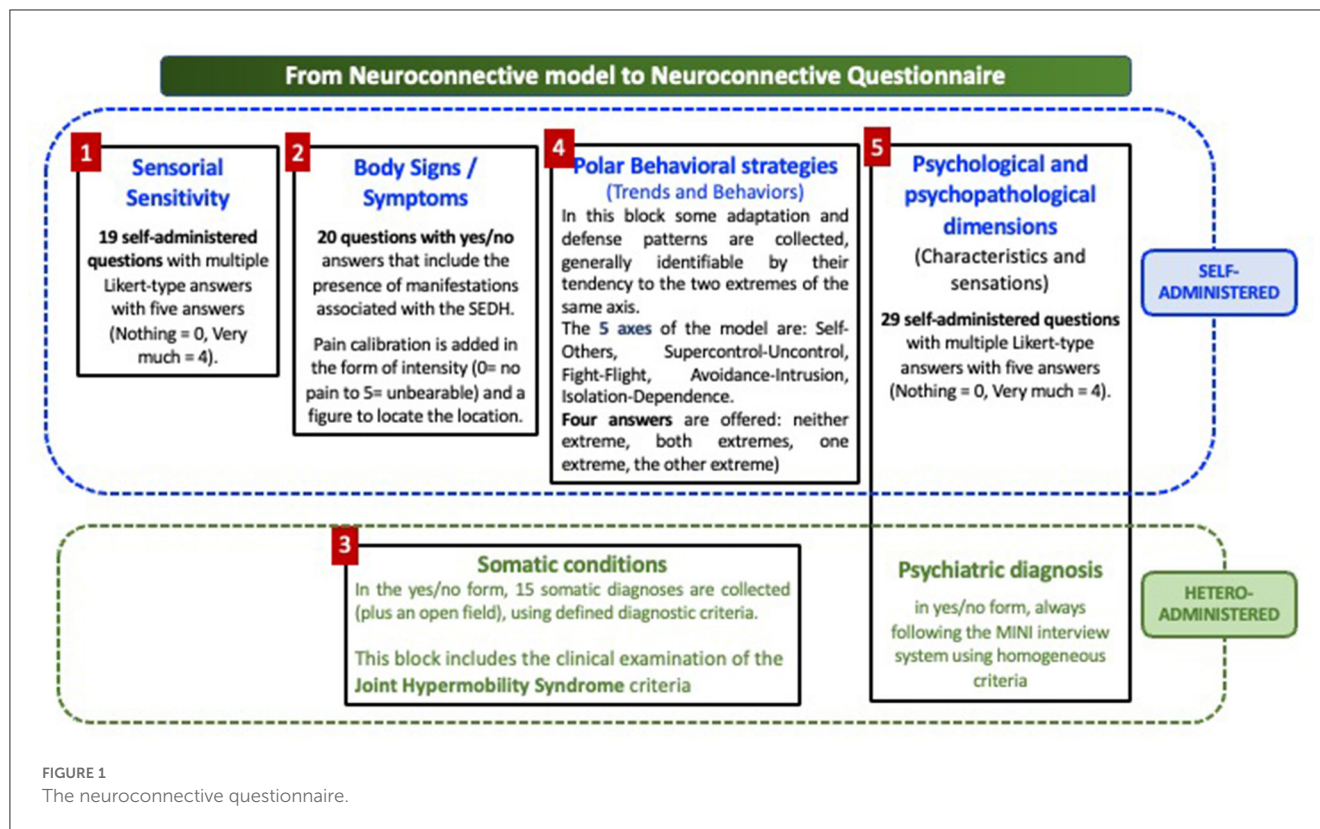 From Neuroconnective model to Neuroconnective Questionnaire
1
Sensorial
Sensitivity
19 self-administered
questions with multiple
Likert-type answers
with five answers
(Nothing = 0, Very
much = 4).
2
Body Signs /
Symptoms
20 questions with yes/no
answers that include the
presence of manifestations
associated with the SEDH.
Pain calibration is added in
the form of intensity (0= no
pain to 5= unbearable) and a
figure to locate the location.
4
Polar Behavioral strategies
(Trends and Behaviors)
In this block some adaptation and
defense patterns are collected,
generally identifiable by their
tendency to the two extremes of the
same axis.
The 5 axes of the model are: Self-
Others, Supercontrol-Uncontrol,
Fight-Flight, Avoidance-Intrusion,
Isolation-Dependence.
Four answers are offered: neither
extreme, both extremes, one
extreme, the other extreme)
5
Psychological and
psychopathological
dimensions
(Characteristics and
sensations)
29 self-administered questions
with multiple Likert-type
answers with five answers
(Nothing = 0, Very much = 4).
SELF-
ADMINISTERED
3
Somatic conditions
In the yes/no form, 15 somatic diagnoses are collected
(plus an open field), using defined diagnostic criteria.
This block includes the clinical examination of the
Joint Hypermobility Syndrome criteria
Psychiatric diagnosis
in yes/no form, always
following the MINI interview
system using homogeneous
criteria
HETERO-
ADMINISTERED
FIGURE 1
The neuroconnective questionnaire.